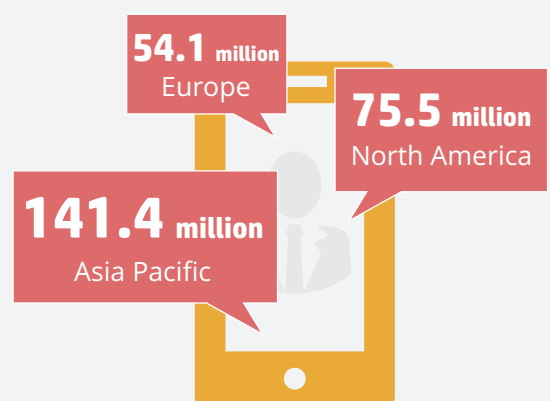 54.1 million
Europe
75.5 million
North America
141.4 million
Asia Pacific